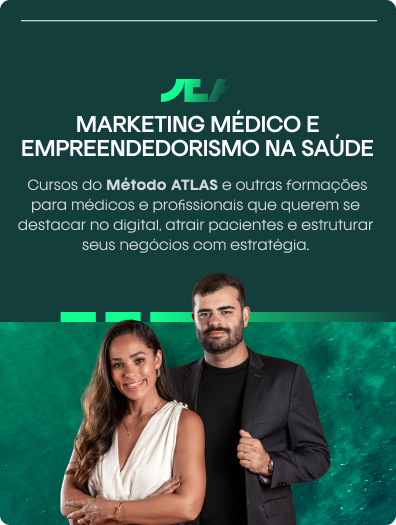 MARKETING MÉDICO E
EMPREENDEDORISMO NA SAÚDE
Cursos do Método ATLAS e outras formações
para médicos e profissionais que querem se
destacar no digital, atrair pacientes e estruturar
seus negócios com estratégia.